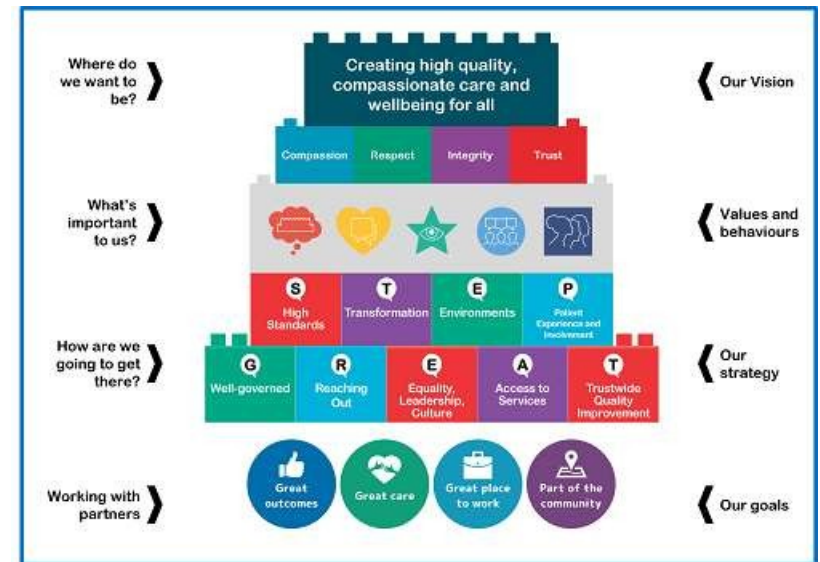 Where do
we want to
be?
Creating high quality,
compassionate care and
wellbeing for all
Our Vision
Compassion
Respect
Integrity
Trust
What's
important
to us?
Values and
behaviours
S
High
Standards
T
Transformation
E
Environments
P
Patient
Experience and
Involvement
How are we
going to get
there?
G
Well-governed
R
Reaching
Out
E
Equality,
Leadership,
Culture
A
Access to
Services
T
Trustwide
Quality
Improvement
Our
strategy
Working with
partners
Great
outcomes
Great care
Great place
to work
Part of the
community
Our goals